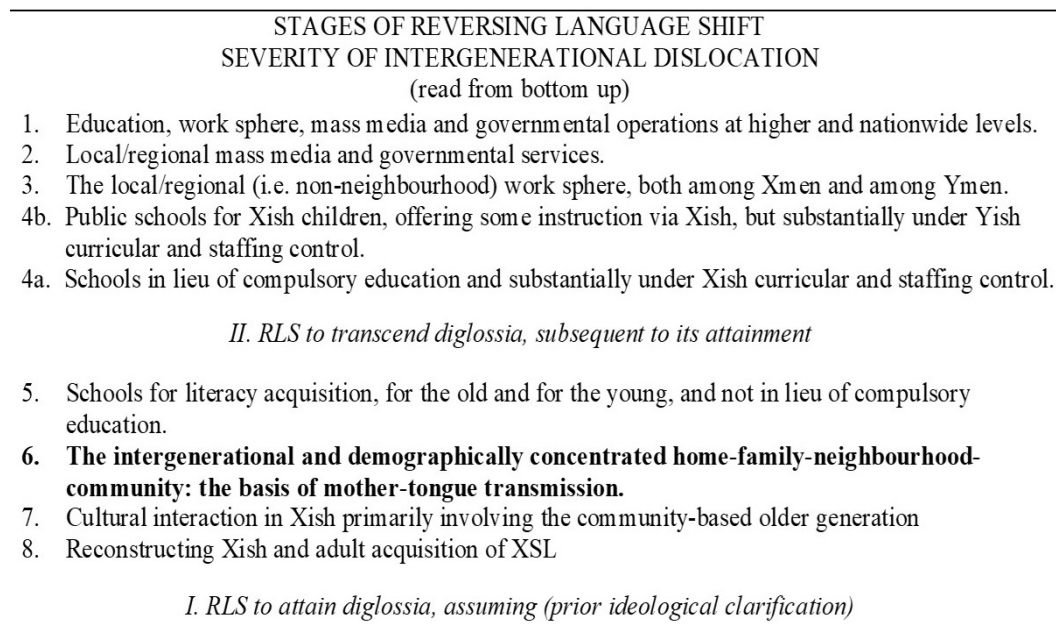 STAGES OF REVERSING LANGUAGE SHIFT
SEVERITY OF INTERGENERATIONAL DISLOCATION
(read from bottom up)
1. Education, work sphere, mass media and governmental operations at higher and nationwide levels.
2. Local/regional mass media and governmental services.
3. The local/regional (i.e. non-neighbourhood) work sphere, both among Xmen and among Ymen.
4b. Public schools for Xish children, offering some instruction via Xish, but substantially under Yish
curricular and staffing control.
4a. Schools in lieu of compulsory education and substantially under Xish curricular and staffing control.
II. RLS to transcend diglossia, subsequent to its attainment
5. Schools for literacy acquisition, for the old and for the young, and not in lieu of compulsory
education.
6. The intergenerational and demographically concentrated home-family-neighbourhood-
community: the basis of mother-tongue transmission.
7. Cultural interaction in Xish primarily involving the community-based older generation
8. Reconstructing Xish and adult acquisition of XSL
I. RLS to attain diglossia, assuming (prior ideological clarification)